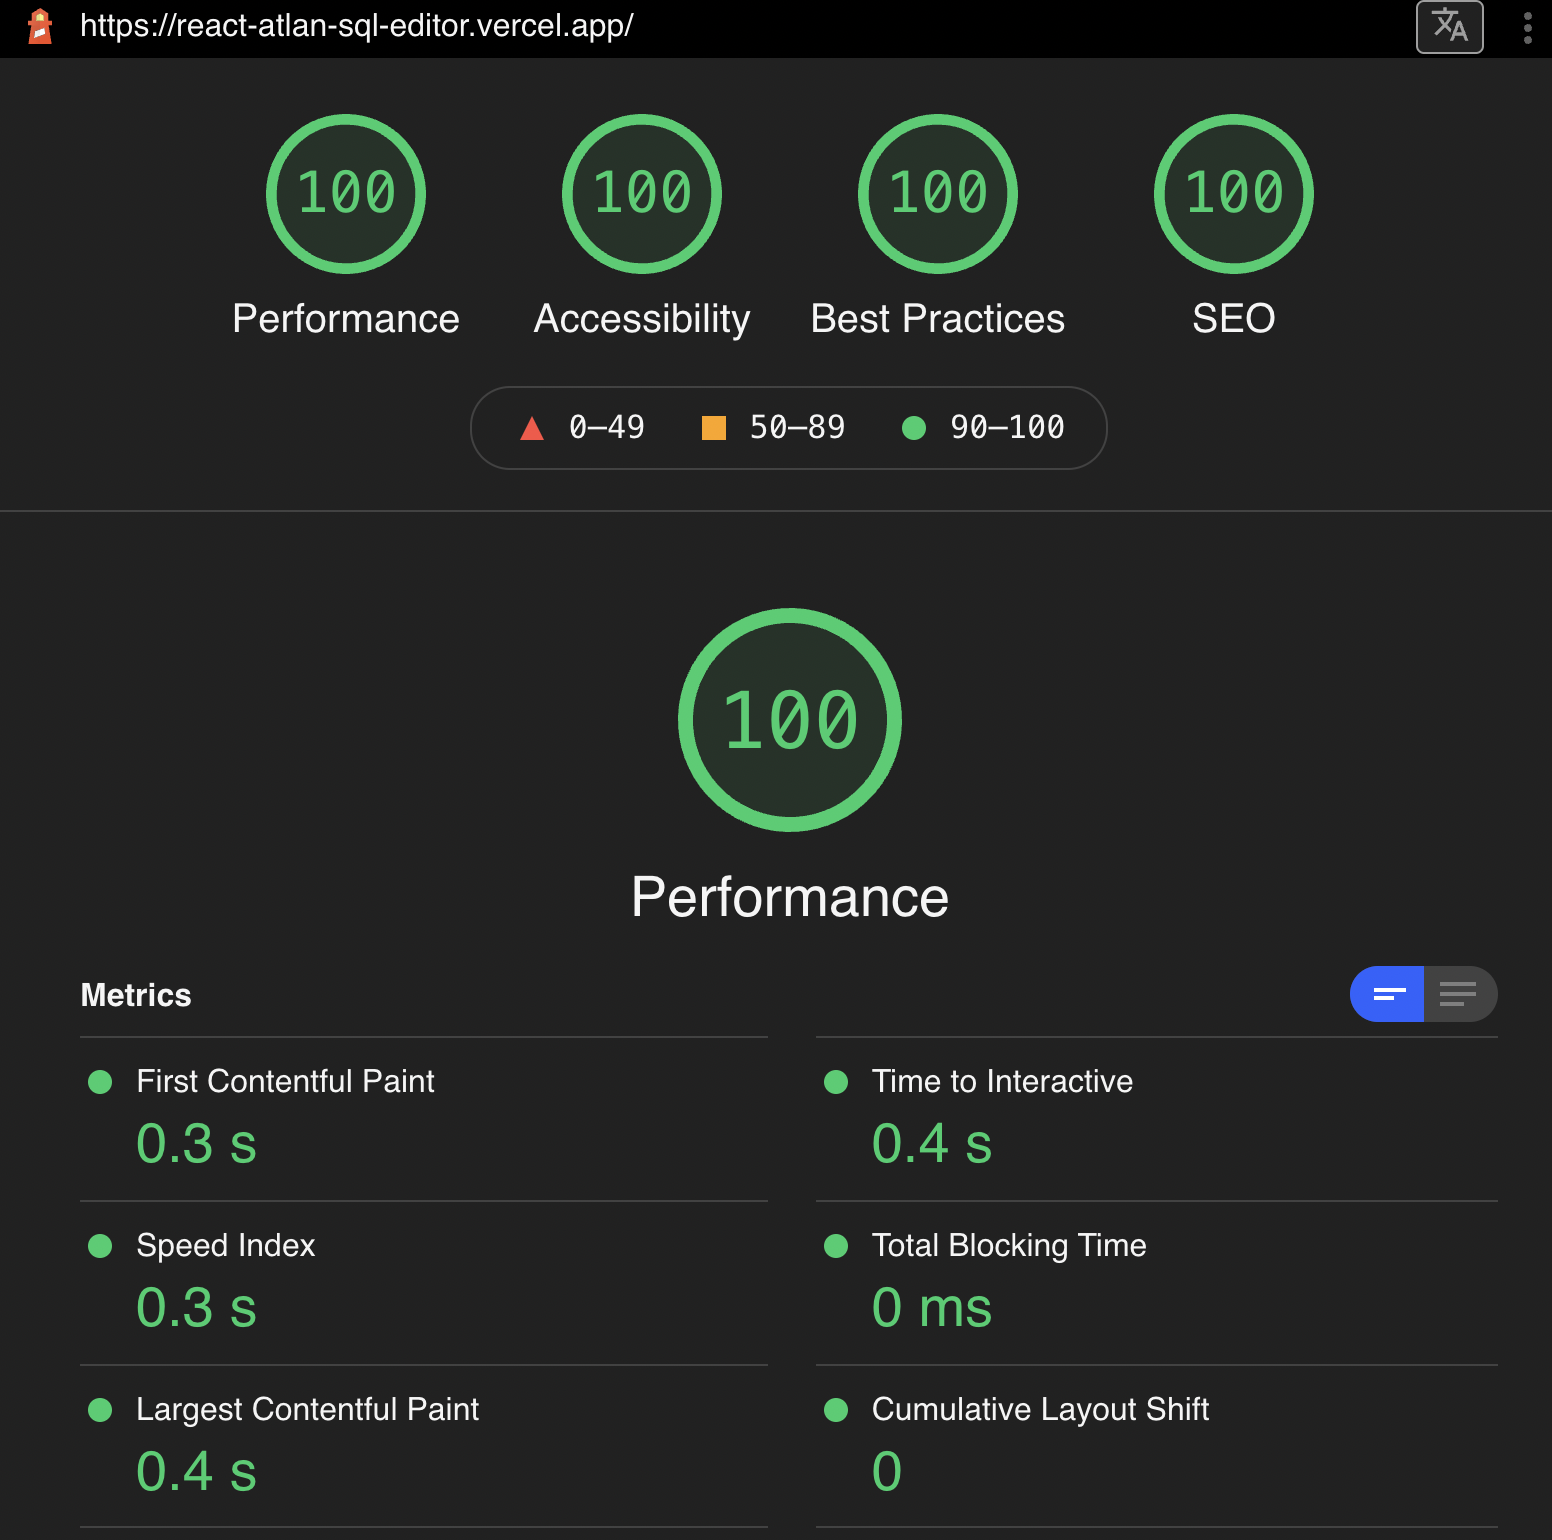 https://react-atlan-sql-editor.vercel.app/
100 100 100 100
Performance Accessibility Best Practices SEO
0–49 50–89 90–100
100
Performance
Metrics
First Contentful Paint
0.3 s
Time to Interactive
0.4 s
Speed Index
0.3 s
Total Blocking Time
0 ms
Largest Contentful Paint
0.4 s
Cumulative Layout Shift
0